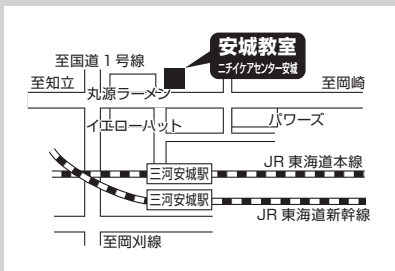 安城教室
ニチイケアセンター安城
至国道1号線
至知立
至岡崎
丸源ラーメン
イエローハット
パワーズ
JR 東海道本線
三河安城駅
三河安城駅
JR 東海道新幹線
至岡刈線